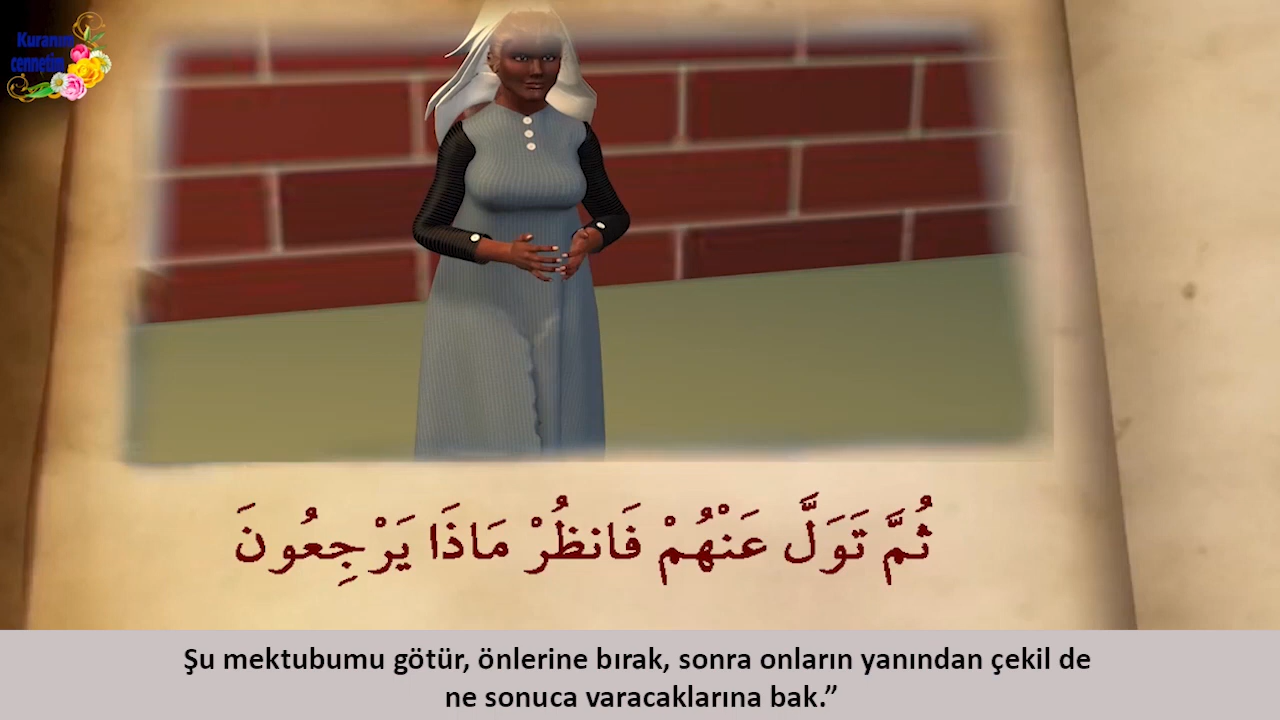 Kuranım
cennetim
ثُمَّ تَوَلَّ عَنْهُمْ فَانظُرْ مَاذَا يَرْجِعُونَ
Şu mektubumu götür, önlerine bırak, sonra onların yanından çekil de
ne sonuca varacaklarına bak.”